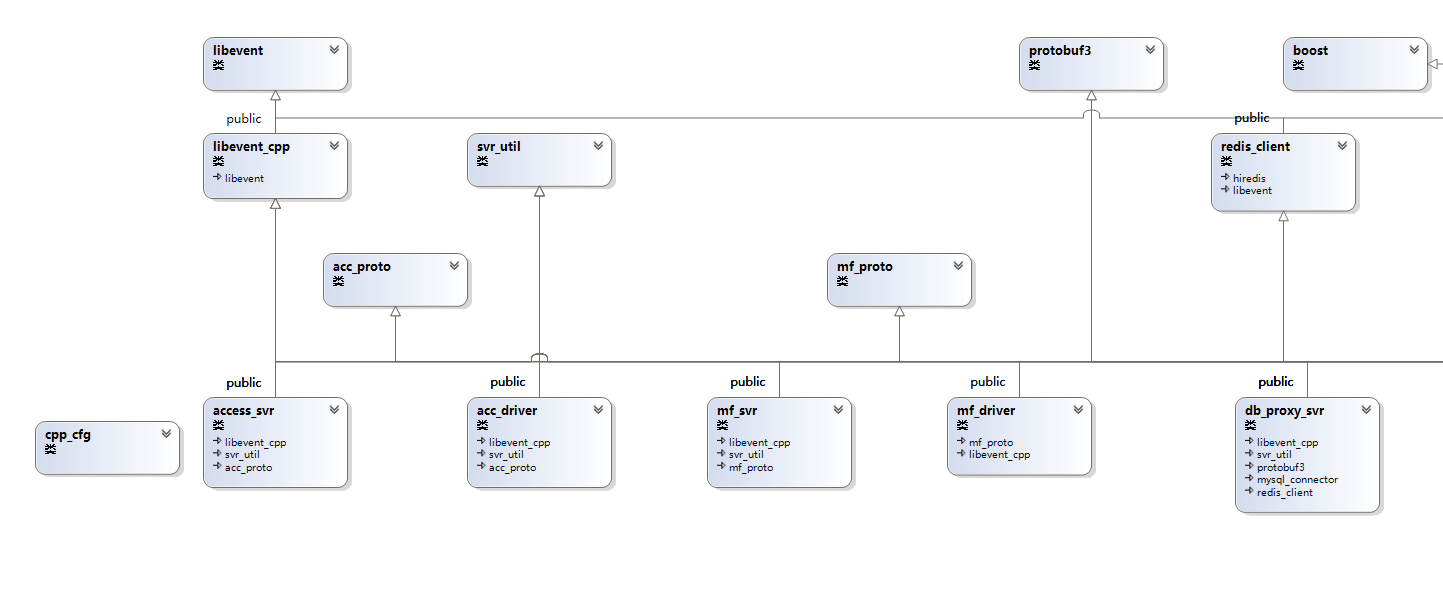 libevent
protobuf3
boost
public
public
libevent_cpp
libevent
svr_util
redis_client
hiredis
libevent
acc_proto
mf_proto
public
public
public
public
public
cpp_cfg
access_svr
libevent_cpp
svr_util
acc_proto
acc_driver
libevent_cpp
svr_util
acc_proto
mf_svr
libevent_cpp
svr_util
mf_proto
mf_driver
mf_proto
libevent_cpp
db_proxy_svr
libevent_cpp
svr_util
protobuf3
mysql_connector
redis_client